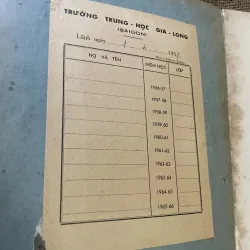 TRƯỜNG TRUNG-HỌC GIA-LONG
(SAIGON)
Lãnh ngày
HỌ VÀ TÊN NIÊN-HỌC LỚP
1956-57
1957-58
1958-59
1959-60
1960-61
1961-62
1962-63
1963-64
1964-65
1965-66